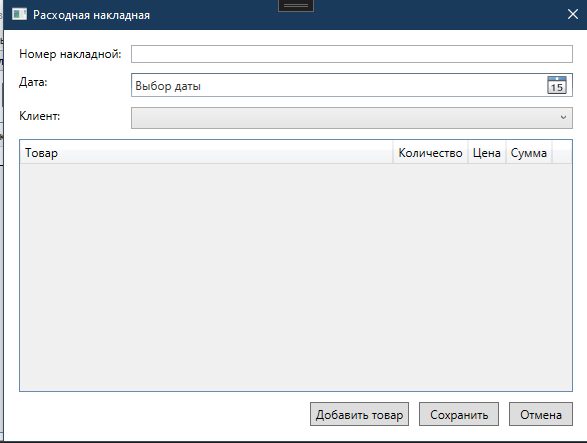 Расходная накладная
Номер накладной:
Дата: Выбор даты 15
Клиент:
Товар Количество Цена Сумма
Добавить товар Сохранить Отмена